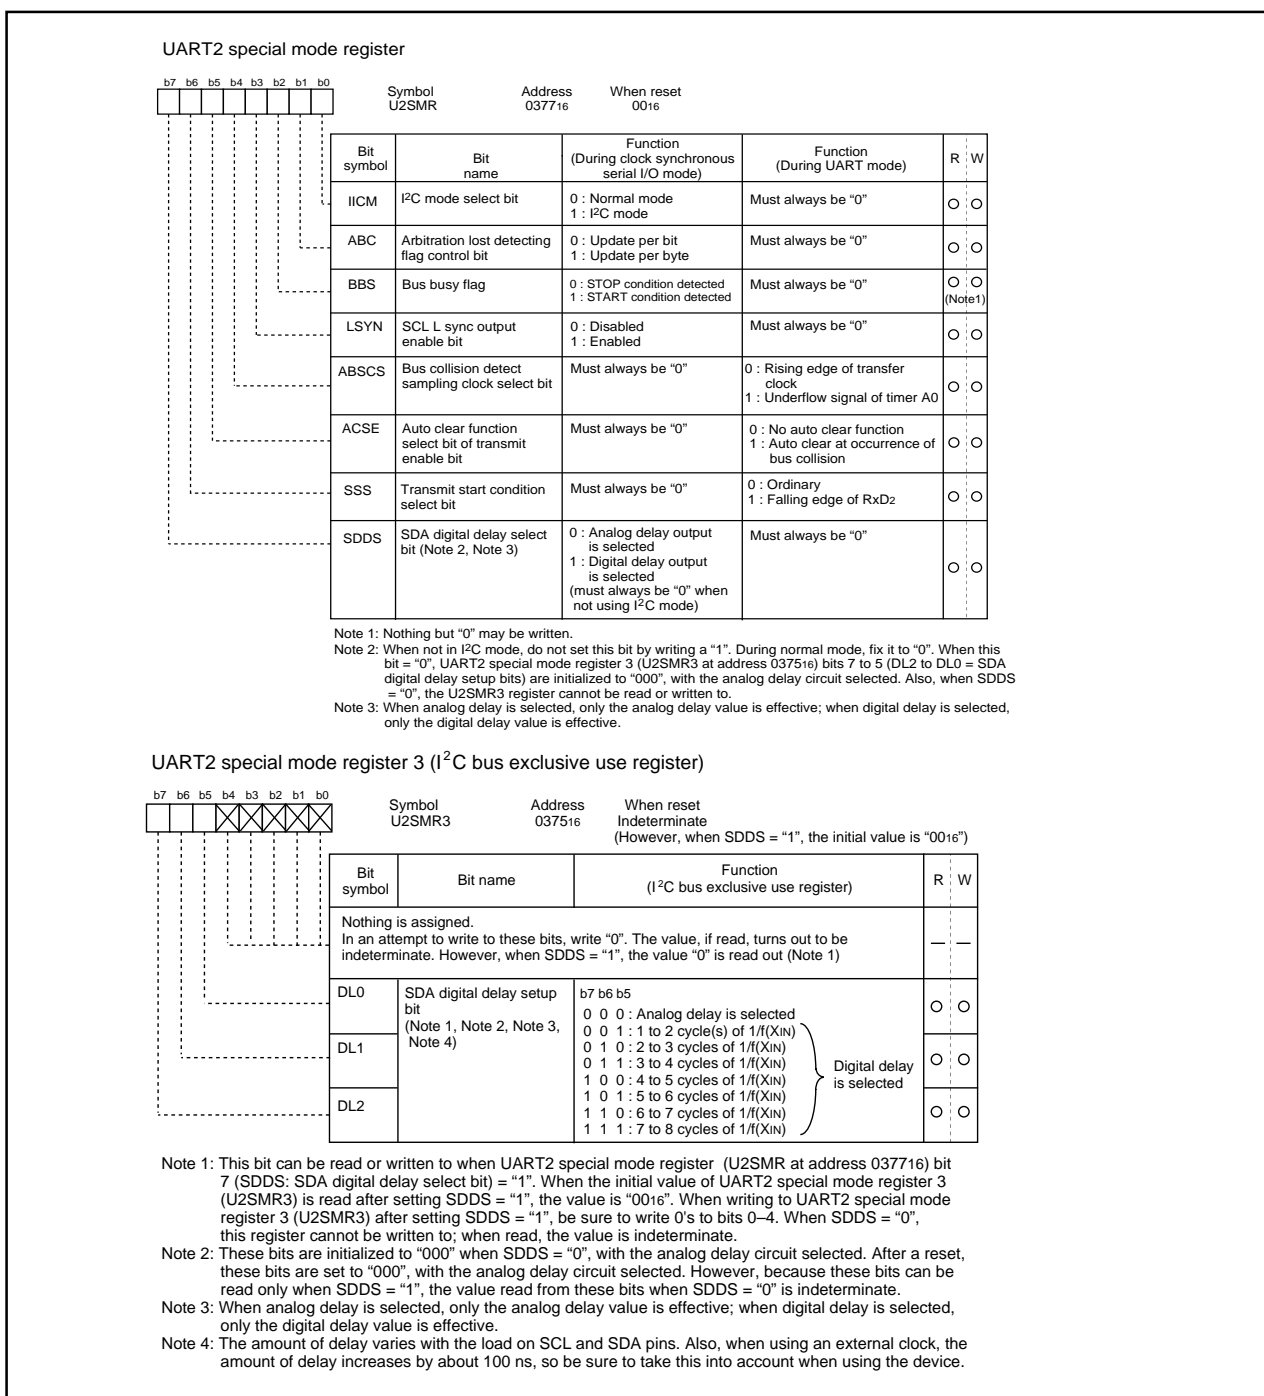 UART2 special mode register
b7 b6 b5 b4 b3 b2 b1 b0
Symbol Address When reset
U2SMR 037716 0016
Bit symbol Bit name Function (During clock synchronous serial I/O mode) Function (During UART mode) R W
IICM I2C mode select bit 0 : Normal mode Must always be “0”
1 : I2C mode
ABC Arbitration lost detecting 0 : Update per bit Must always be “0”
flag control bit 1 : Update per byte
BBS Bus busy flag 0 : STOP condition detected Must always be “0”
1 : START condition detected (Note1)
LSYN SCL L sync output 0 : Disabled Must always be “0”
enable bit 1 : Enabled
ABSCS Bus collision detect Must always be “0” 0 : Rising edge of transfer
sampling clock select bit clock
1 : Underflow signal of timer A0
ACSE Auto clear function Must always be “0” 0 : No auto clear function
select bit of transmit 1 : Auto clear at occurrence of
enable bit bus collision
SSS Transmit start condition Must always be “0” 0 : Ordinary
select bit 1 : Falling edge of RxD2
SDDS SDA digital delay select 0 : Analog delay output Must always be “0”
bit (Note 2, Note 3) is selected
1 : Digital delay output
is selected
(must always be “0” when
not using I2C mode)
Note 1: Nothing but “0” may be written.
Note 2: When not in I2C mode, do not set this bit by writing a “1”. During normal mode, fix it to “0”. When this
bit = “0”, UART2 special mode register 3 (U2SMR3 at address 037516) bits 7 to 5 (DL2 to DL0 = SDA
digital delay setup bits) are initialized to “000”, with the analog delay circuit selected. Also, when SDDS
= “0”, the U2SMR3 register cannot be read or written to.
Note 3: When analog delay is selected, only the analog delay value is effective; when digital delay is selected,
only the digital delay value is effective.
UART2 special mode register 3 (I2C bus exclusive use register)
b7 b6 b5 b4 b3 b2 b1 b0
Symbol Address When reset
U2SMR3 037516 Indeterminate
(However, when SDDS = “1”, the initial value is “0016”)
Bit symbol Bit name Function (I2C bus exclusive use register) R W
Nothing is assigned.
In an attempt to write to these bits, write “0”. The value, if read, turns out to be
indeterminate. However, when SDDS = “1”, the value “0” is read out (Note 1) — —
DL0 SDA digital delay setup b7 b6 b5
bit 0 0 0 : Analog delay is selected
(Note 1, Note 2, Note 3, 0 0 1 : 1 to 2 cycle(s) of 1/f(XIN)
DL1 Note 4) 0 1 0 : 2 to 3 cycles of 1/f(XIN)
0 1 1 : 3 to 4 cycles of 1/f(XIN) Digital delay
1 0 0 : 4 to 5 cycles of 1/f(XIN) is selected
1 0 1 : 5 to 6 cycles of 1/f(XIN)
DL2 1 1 0 : 6 to 7 cycles of 1/f(XIN)
1 1 1 : 7 to 8 cycles of 1/f(XIN)
Note 1: This bit can be read or written to when UART2 special mode register (U2SMR at address 037716) bit
7 (SDDS: SDA digital delay select bit) = “1”. When the initial value of UART2 special mode register 3
(U2SMR3) is read after setting SDDS = “1”, the value is “0016”. When writing to UART2 special mode
register 3 (U2SMR3) after setting SDDS = “1”, be sure to write 0's to bits 0–4. When SDDS = “0”,
this register cannot be written to; when read, the value is indeterminate.
Note 2: These bits are initialized to “000” when SDDS = “0”, with the analog delay circuit selected. After a reset,
these bits are set to “000”, with the analog delay circuit selected. However, because these bits can be
read only when SDDS = “1”, the value read from these bits when SDDS = “0” is indeterminate.
Note 3: When analog delay is selected, only the analog delay value is effective; when digital delay is selected,
only the digital delay value is effective.
Note 4: The amount of delay varies with the load on SCL and SDA pins. Also, when using an external clock, the
amount of delay increases by about 100 ns, so be sure to take this into account when using the device.